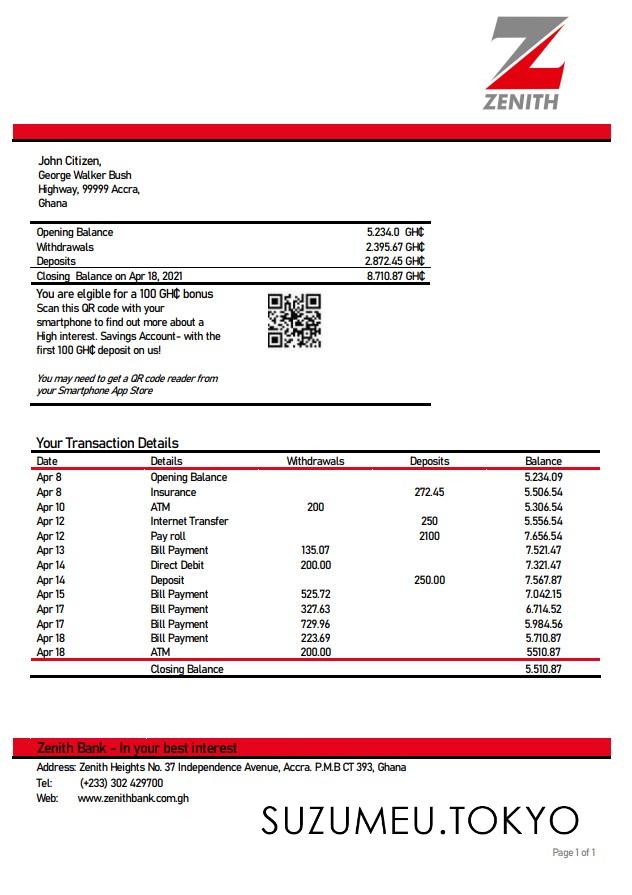 ZENITH
John Citizen,
George Walker Bush
Highway, 99999 Accra,
Ghana
Opening Balance 5.234.0 GH₵
Withdrawals 2.395.67 GH₵
Deposits 2.872.45 GH₵
Closing Balance on Apr 18, 2021 8.710.87 GH₵
You are elgible for a 100 GH₵ bonus
Scan this QR code with your
smartphone to find out more about a
High interest. Savings Account- with the
first 100 GH₵ deposit on us!
You may need to get a QR code reader from
your Smartphone App Store
Your Transaction Details
Date Details Withdrawals Deposits Balance
Apr 8 Opening Balance 5.234.09
Apr 8 Insurance 272.45 5.506.54
Apr 10 ATM 200 5.306.54
Apr 12 Internet Transfer 250 5.556.54
Apr 12 Pay roll 2100 7.656.54
Apr 13 Bill Payment 135.07 7.521.47
Apr 14 Direct Debit 200.00 7.321.47
Apr 14 Deposit 250.00 7.567.87
Apr 15 Bill Payment 525.72 7.042.15
Apr 17 Bill Payment 327.63 6.714.52
Apr 17 Bill Payment 729.96 5.984.56
Apr 18 Bill Payment 223.69 5.710.87
Apr 18 ATM 200.00 5510.87
Closing Balance 5.510.87
Zenith Bank - In your best interest
Address: Zenith Heights No. 37 Independence Avenue, Accra. P.M.B CT 393, Ghana
Tel: (+233) 302 429700
Web: www.zenithbank.com.gh
SUZUMEU.TOKYO
Page 1 of 1